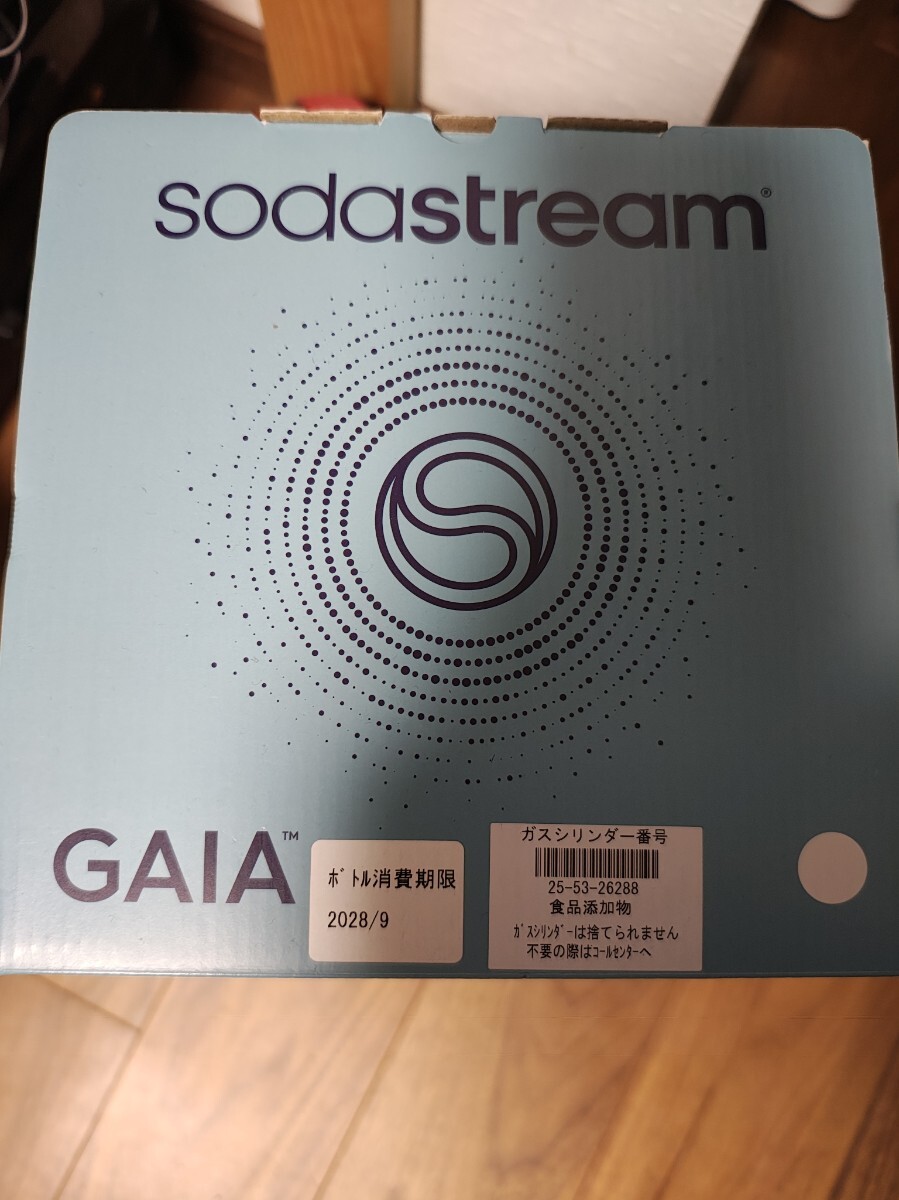 sodastream®
GAIA™
ﾎﾞﾄﾙ消費期限
2028/9
ガスシリンダー番号
25-53-26288
食品添加物
ｶﾞｽｼﾘﾝﾀﾞｰは捨てられません
不要の際はｺｰﾙｾﾝﾀｰへ